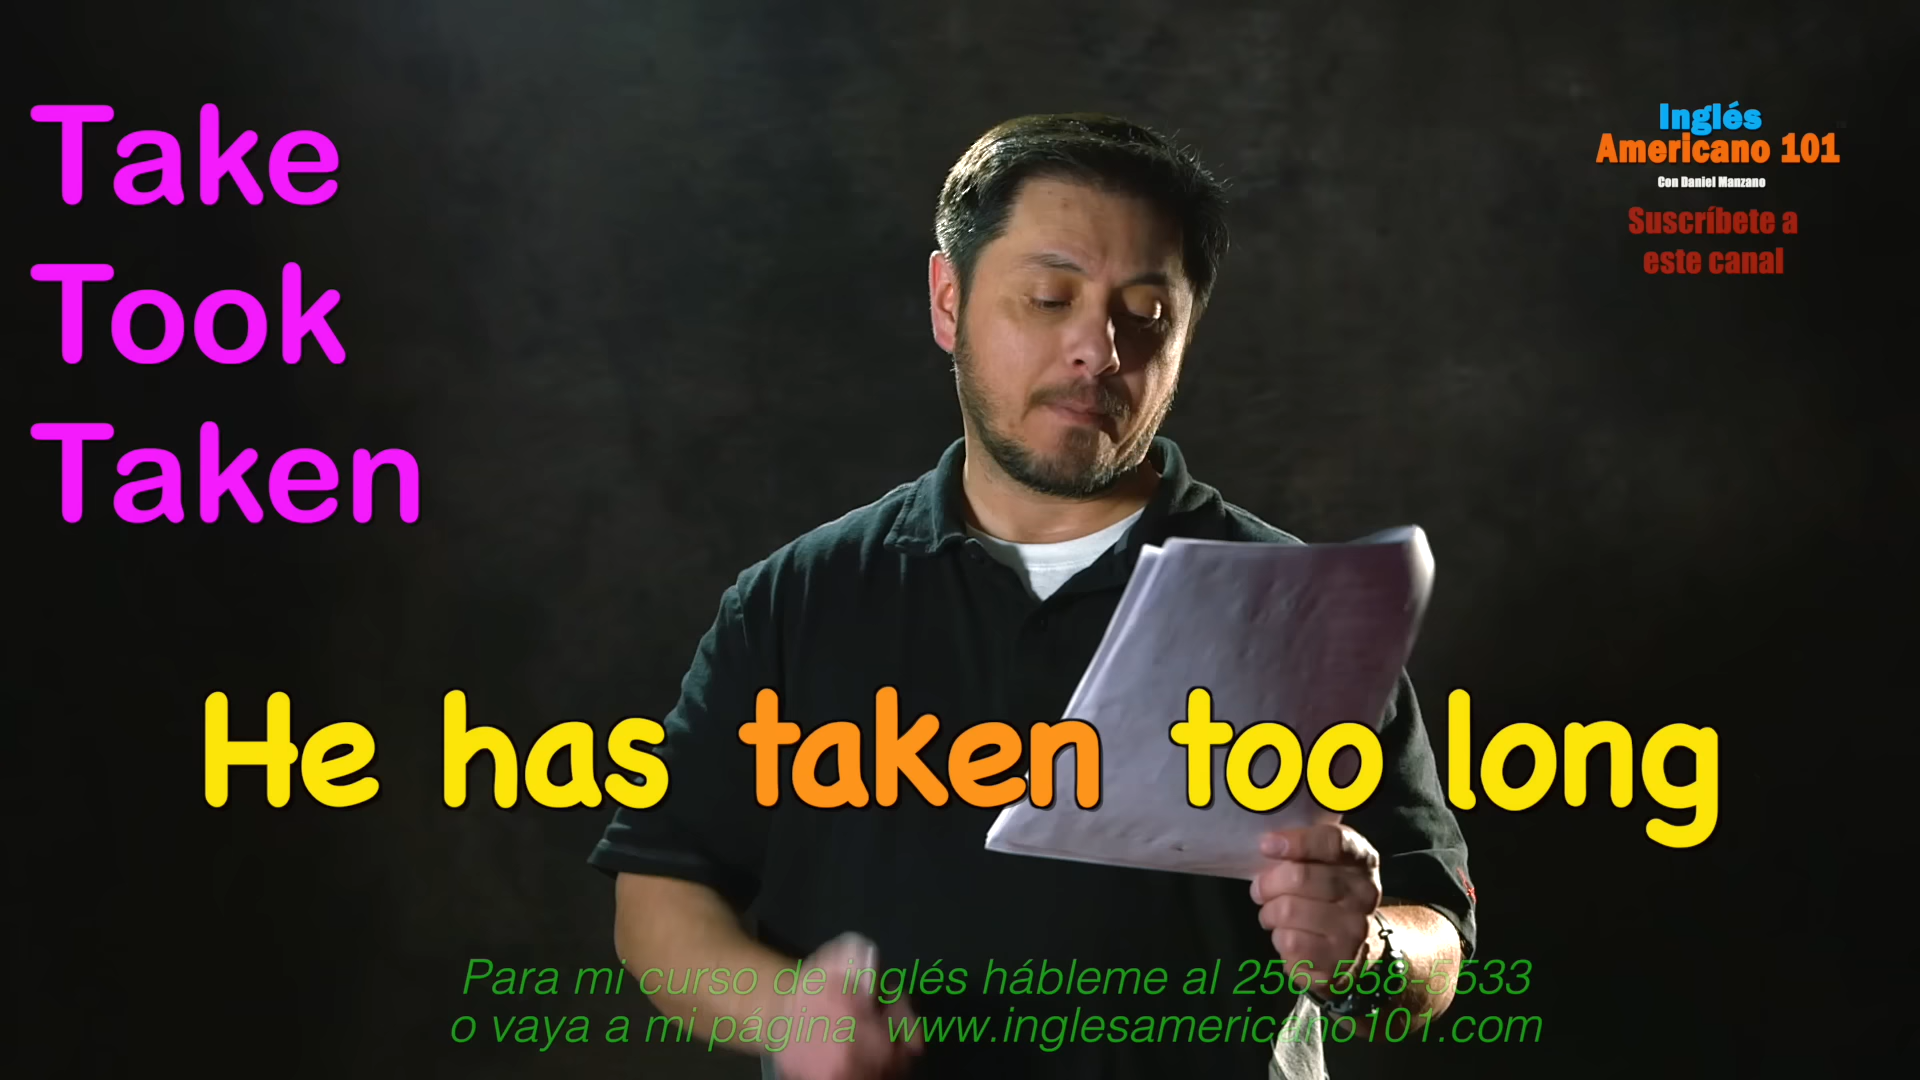 Take
Took
Taken
Inglés
Americano 101
Con Daniel Manzano
Suscríbete a
este canal
He has taken too long
Para mi curso de inglés hábleme al 256-558-5533
o vaya a mi página www.inglesamericano101.com